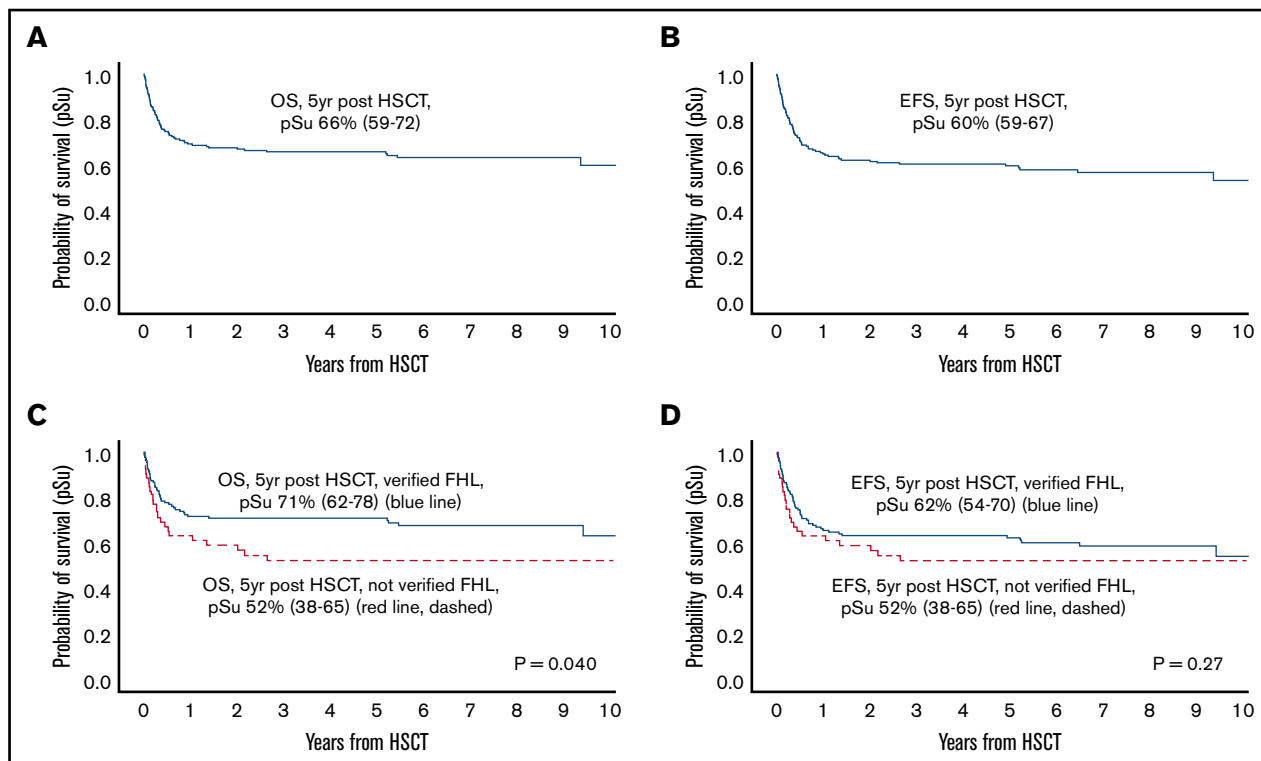 A
Probability of survival (pSu)
1.0
0.8
0.6
0.4
0.2
0.0
OS, 5yr post HSCT,
pSu 66% (59-72)
0 1 2 3 4 5 6 7 8 9 10
Years from HSCT
B
Probability of survival (pSu)
1.0
0.8
0.6
0.4
0.2
0.0
EFS, 5yr post HSCT,
pSu 60% (59-67)
0 1 2 3 4 5 6 7 8 9 10
Years from HSCT
C
Probability of survival (pSu)
1.0
0.8
0.6
0.4
0.2
0.0
OS, 5yr post HSCT, verified FHL,
pSu 71% (62-78) (blue line)
OS, 5yr post HSCT, not verified FHL,
pSu 52% (38-65) (red line, dashed)
P = 0.040
0 1 2 3 4 5 6 7 8 9 10
Years from HSCT
D
Probability of survival (pSu)
1.0
0.8
0.6
0.4
0.2
0.0
EFS, 5yr post HSCT, verified FHL,
pSu 62% (54-70) (blue line)
EFS, 5yr post HSCT, not verified FHL,
pSu 52% (38-65) (red line, dashed)
P = 0.27
0 1 2 3 4 5 6 7 8 9 10
Years from HSCT